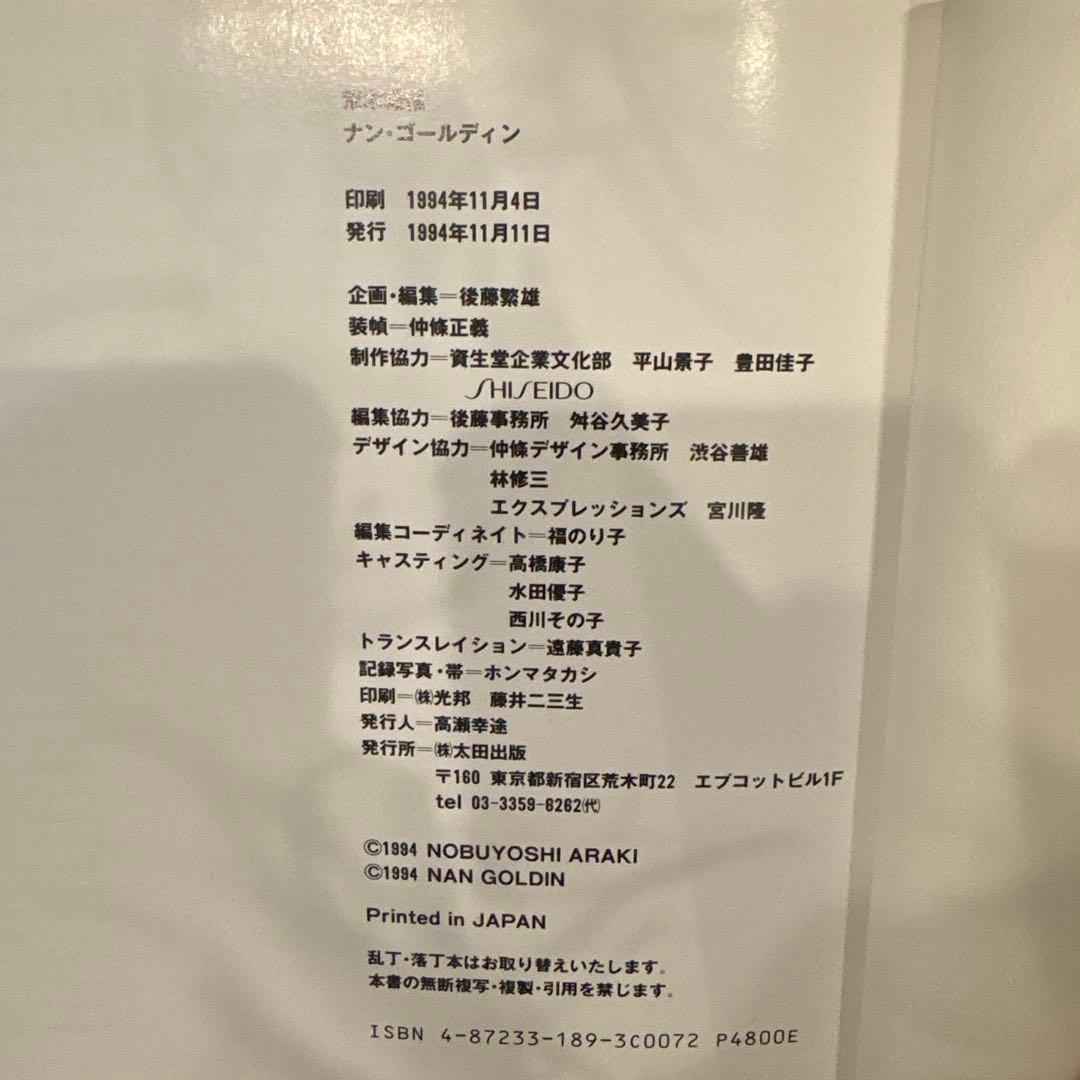 ナン・ゴールディン
印刷 1994年11月4日
発行 1994年11月11日
企画・編集＝後藤繁雄
装幀＝仲條正義
制作協力＝資生堂企業文化部 平山景子 豊田佳子
SHISEIDO
編集協力＝後藤事務所 舛谷久美子
デザイン協力＝仲條デザイン事務所 渋谷善雄
林修三
エクスプレッションズ 宮川隆
編集コーディネイト＝福のり子
キャスティング＝高橋康子
水田優子
西川その子
トランスレイション＝遠藤真貴子
記録写真・帯＝ホンマタカシ
印刷＝㈱光邦 藤井二三生
発行人＝高瀬幸途
発行所＝㈱太田出版
〒160 東京都新宿区荒木町22 エプコットビル1F
tel 03-3359-6262㈹
©1994 NOBUYOSHI ARAKI
©1994 NAN GOLDIN
Printed in JAPAN
乱丁・落丁本はお取り替えいたします。
本書の無断複写・複製・引用を禁じます。
ISBN 4-87233-189-3C0072 P4800E